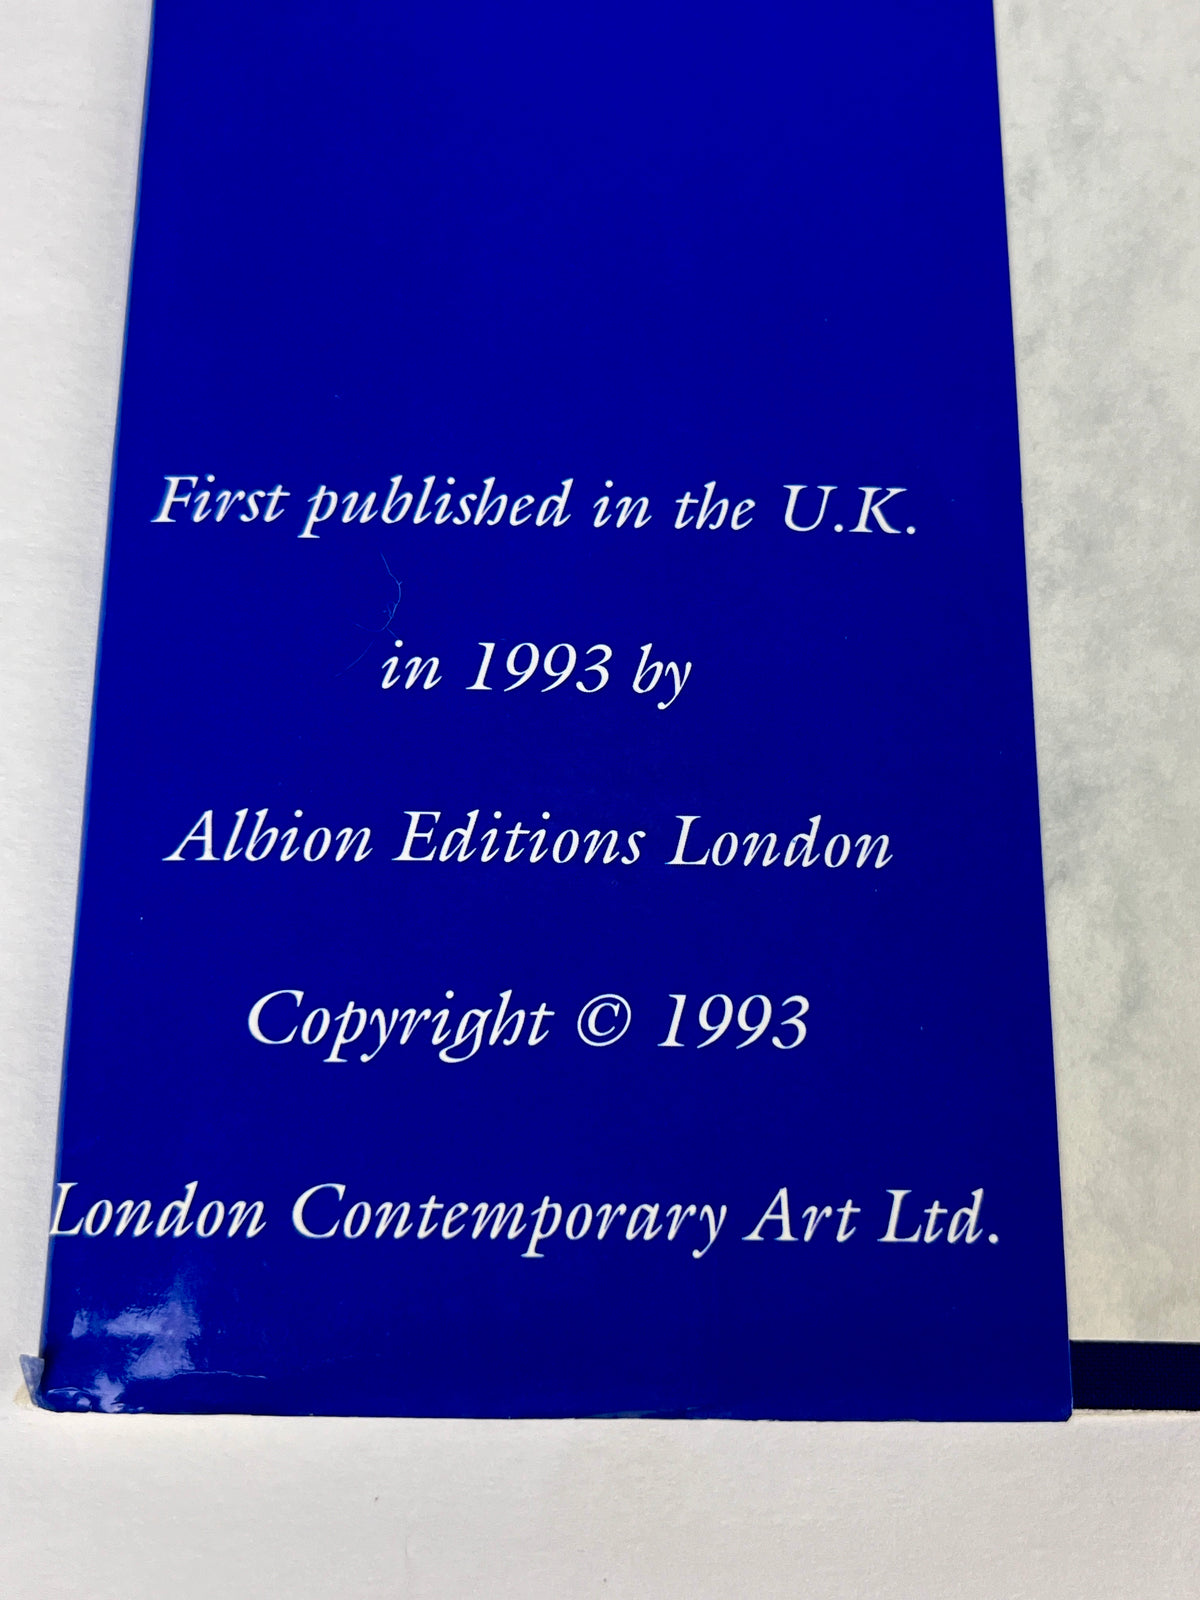 First published in the U.K.
in 1993 by
Albion Editions London
Copyright © 1993
London Contemporary Art Ltd.